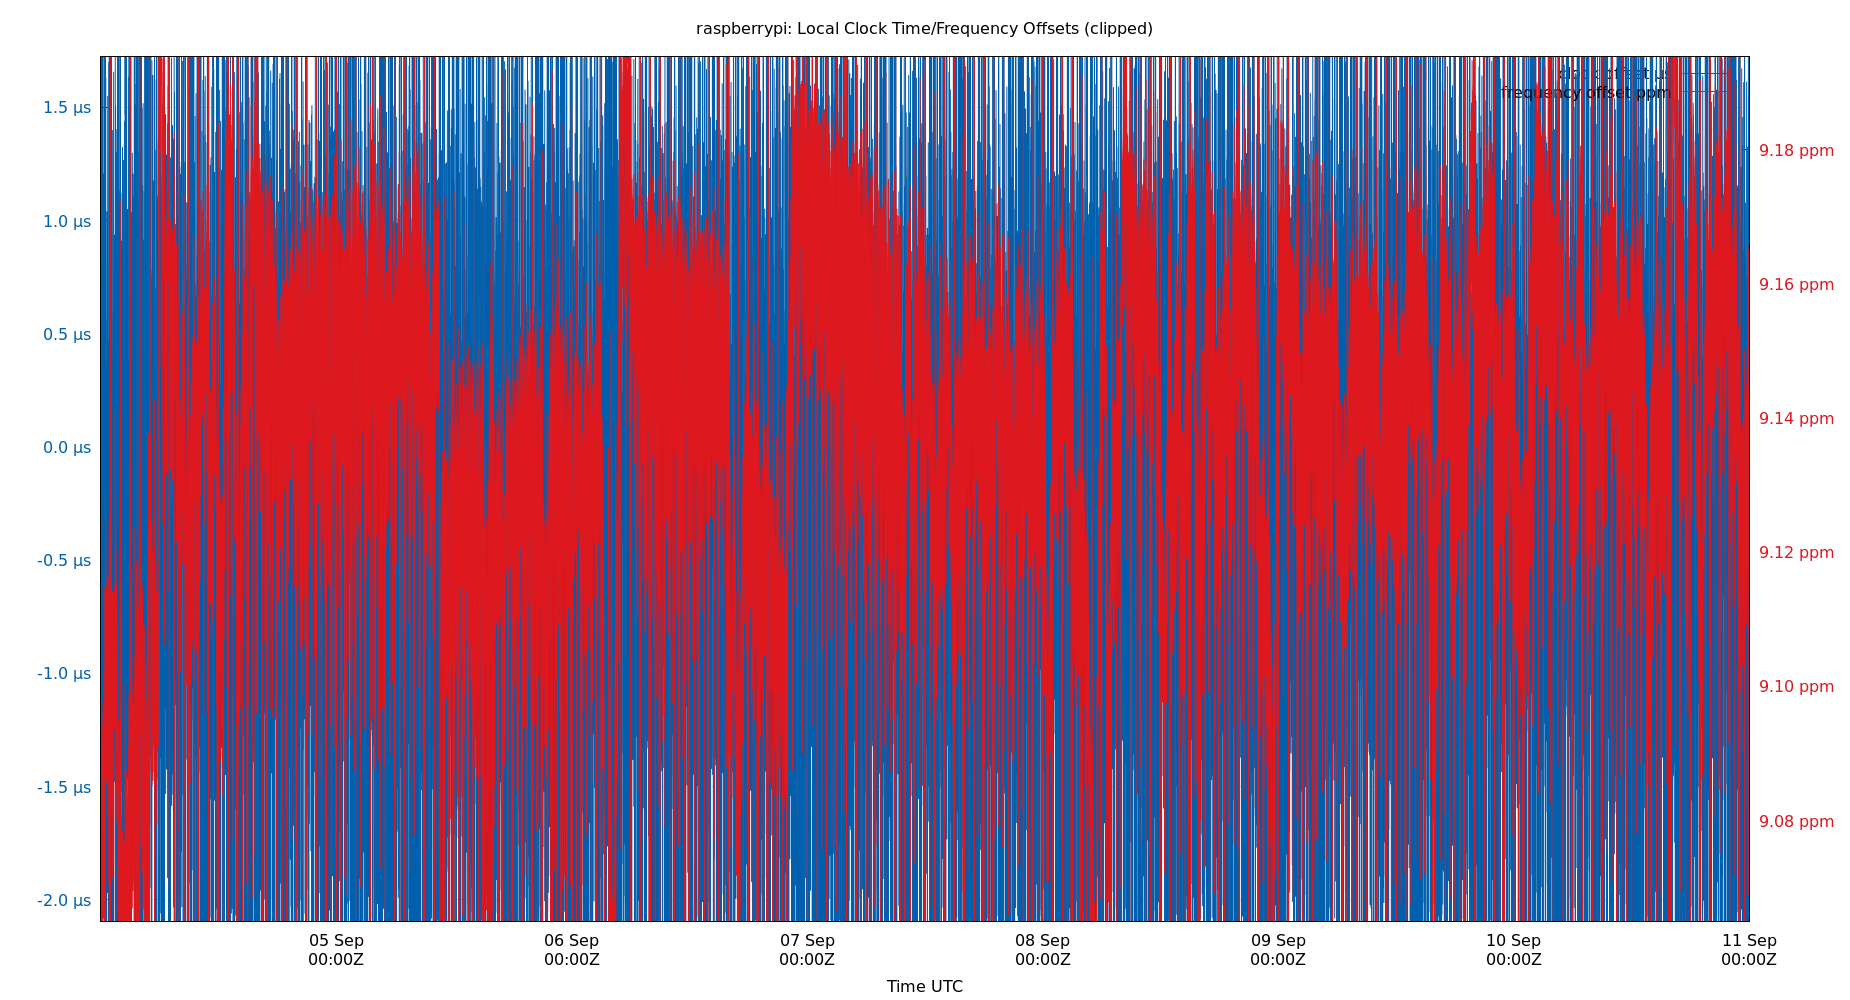 raspberrypi: Local Clock Time/Frequency Offsets (clipped)
clock offset µs
frequency offset ppm
1.5 µs
1.0 µs
0.5 µs
0.0 µs
-0.5 µs
-1.0 µs
-1.5 µs
-2.0 µs
9.18 ppm
9.16 ppm
9.14 ppm
9.12 ppm
9.10 ppm
9.08 ppm
05 Sep
00:00Z
06 Sep
00:00Z
07 Sep
00:00Z
08 Sep
00:00Z
09 Sep
00:00Z
10 Sep
00:00Z
11 Sep
00:00Z
Time UTC